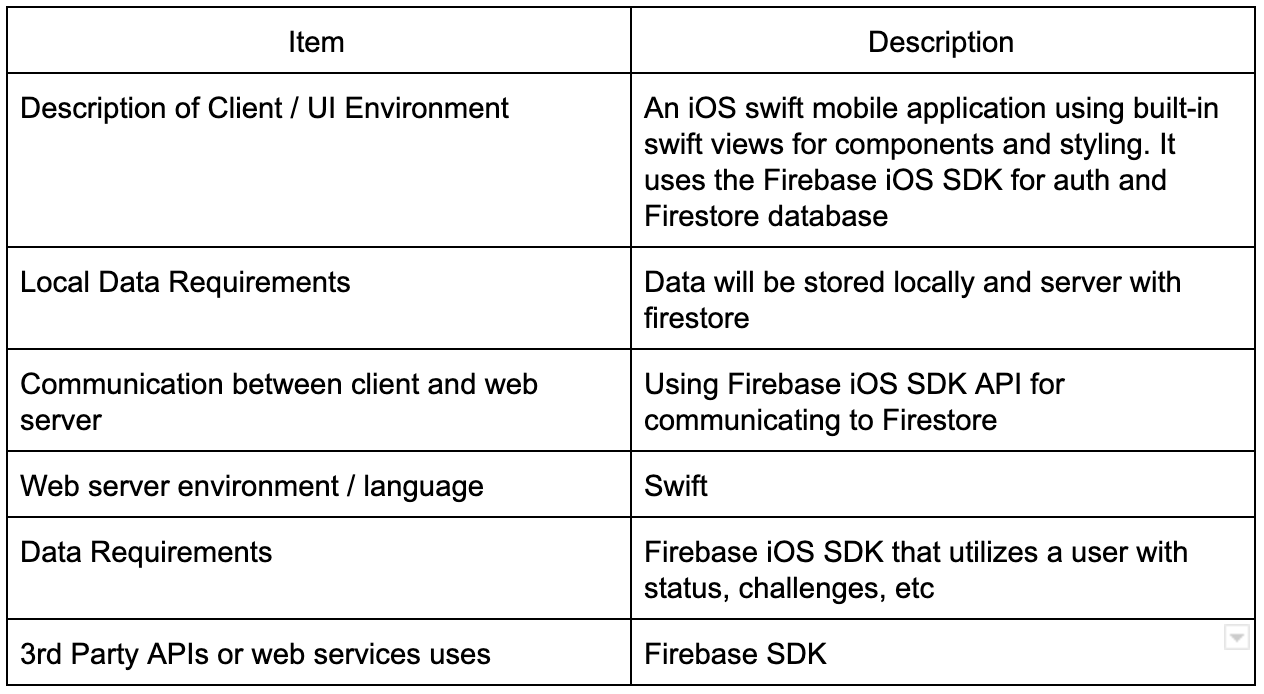 Item
Description
Description of Client / UI Environment
An iOS swift mobile application using built-in
swift views for components and styling. It
uses the Firebase iOS SDK for auth and
Firestore database
Local Data Requirements
Data will be stored locally and server with
firestore
Communication between client and web
server
Using Firebase iOS SDK API for
communicating to Firestore
Web server environment / language
Swift
Data Requirements
Firebase iOS SDK that utilizes a user with
status, challenges, etc
3rd Party APIs or web services uses
Firebase SDK